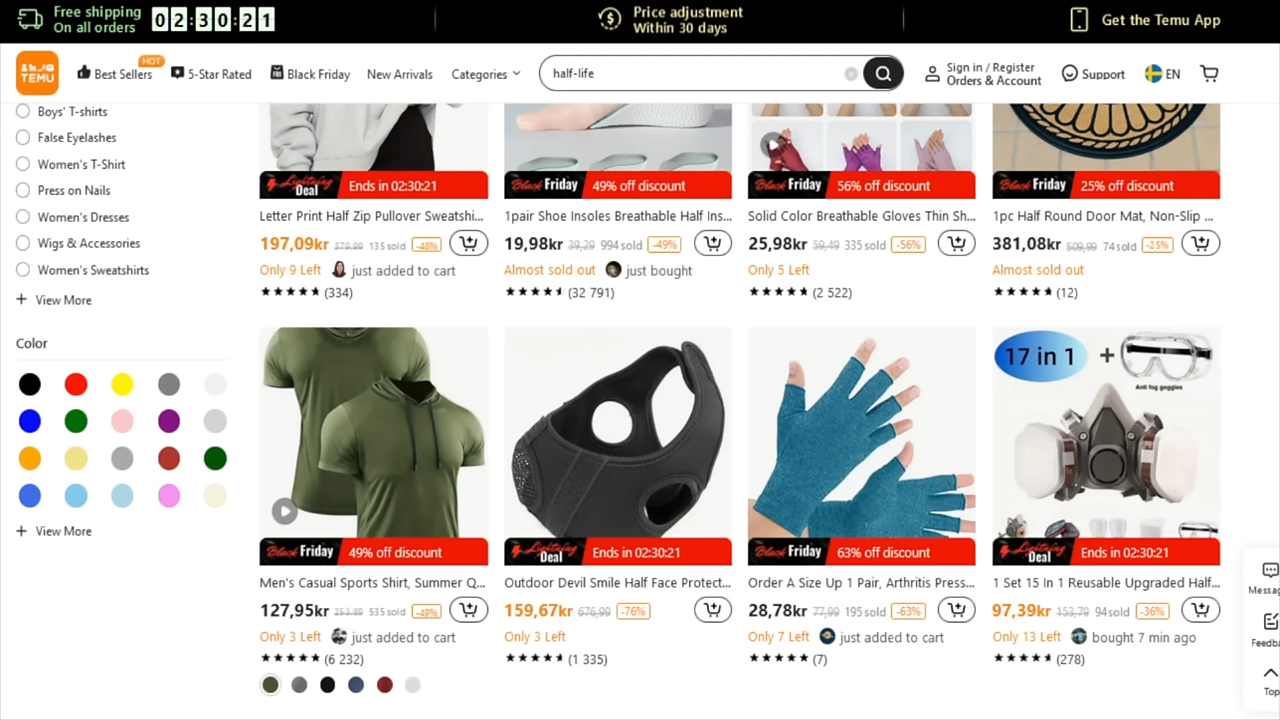 Free shipping
On all orders
02:30:21
Price adjustment
Within 30 days
Get the Temu App
TEMU
Best Sellers
HOT
5-Star Rated
Black Friday
New Arrivals
Categories
half-life
Sign in / Register
Orders & Account
Support
EN
Boys' T-shirts
False Eyelashes
Women's T-Shirt
Press on Nails
Women's Dresses
Wigs & Accessories
Women's Sweatshirts
+ View More
Color
+ View More
Lightning Deal Ends in 02:30:21
Letter Print Half Zip Pullover Sweatshi...
197,09kr 379,99 135 sold -48%
Only 9 Left just added to cart
(334)
Black Friday 49% off discount
1pair Shoe Insoles Breathable Half Ins...
19,98kr 39,29 994 sold -49%
Almost sold out just bought
(32 791)
Black Friday 56% off discount
Solid Color Breathable Gloves Thin Sh...
25,98kr 59,49 335 sold -56%
Only 5 Left
(2 522)
Black Friday 25% off discount
1pc Half Round Door Mat, Non-Slip ...
381,08kr 509,99 74 sold -25%
Almost sold out
(12)
Black Friday 49% off discount
Men's Casual Sports Shirt, Summer Q...
127,95kr 253,89 535 sold -49%
Only 3 Left just added to cart
(6 232)
Lightning Deal Ends in 02:30:21
Outdoor Devil Smile Half Face Protect...
159,67kr 676,99 -76%
Only 3 Left
(1 335)
Black Friday 63% off discount
Order A Size Up 1 Pair, Arthritis Press...
28,78kr 77,99 195 sold -63%
Only 7 Left just added to cart
(7)
17 in 1 +
Anti fog goggles
Lightning Deal Ends in 02:30:21
1 Set 15 In 1 Reusable Upgraded Half...
97,39kr 153,79 94 sold -36%
Only 13 Left bought 7 min ago
(278)
Messag
Feedba
Top